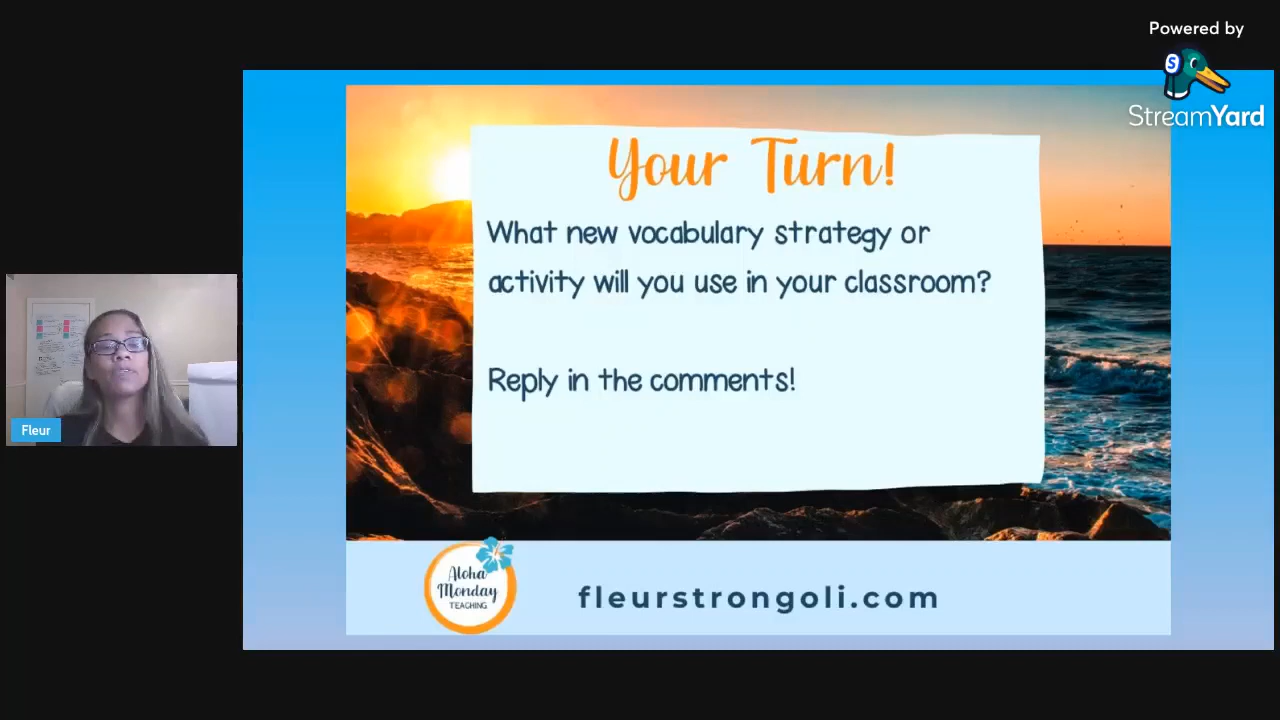 Powered by
S
StreamYard
Your Turn!
What new vocabulary strategy or
activity will you use in your classroom?
Reply in the comments!
Fleur
Aloha
Monday
TEACHING
fleurstrongoli.com